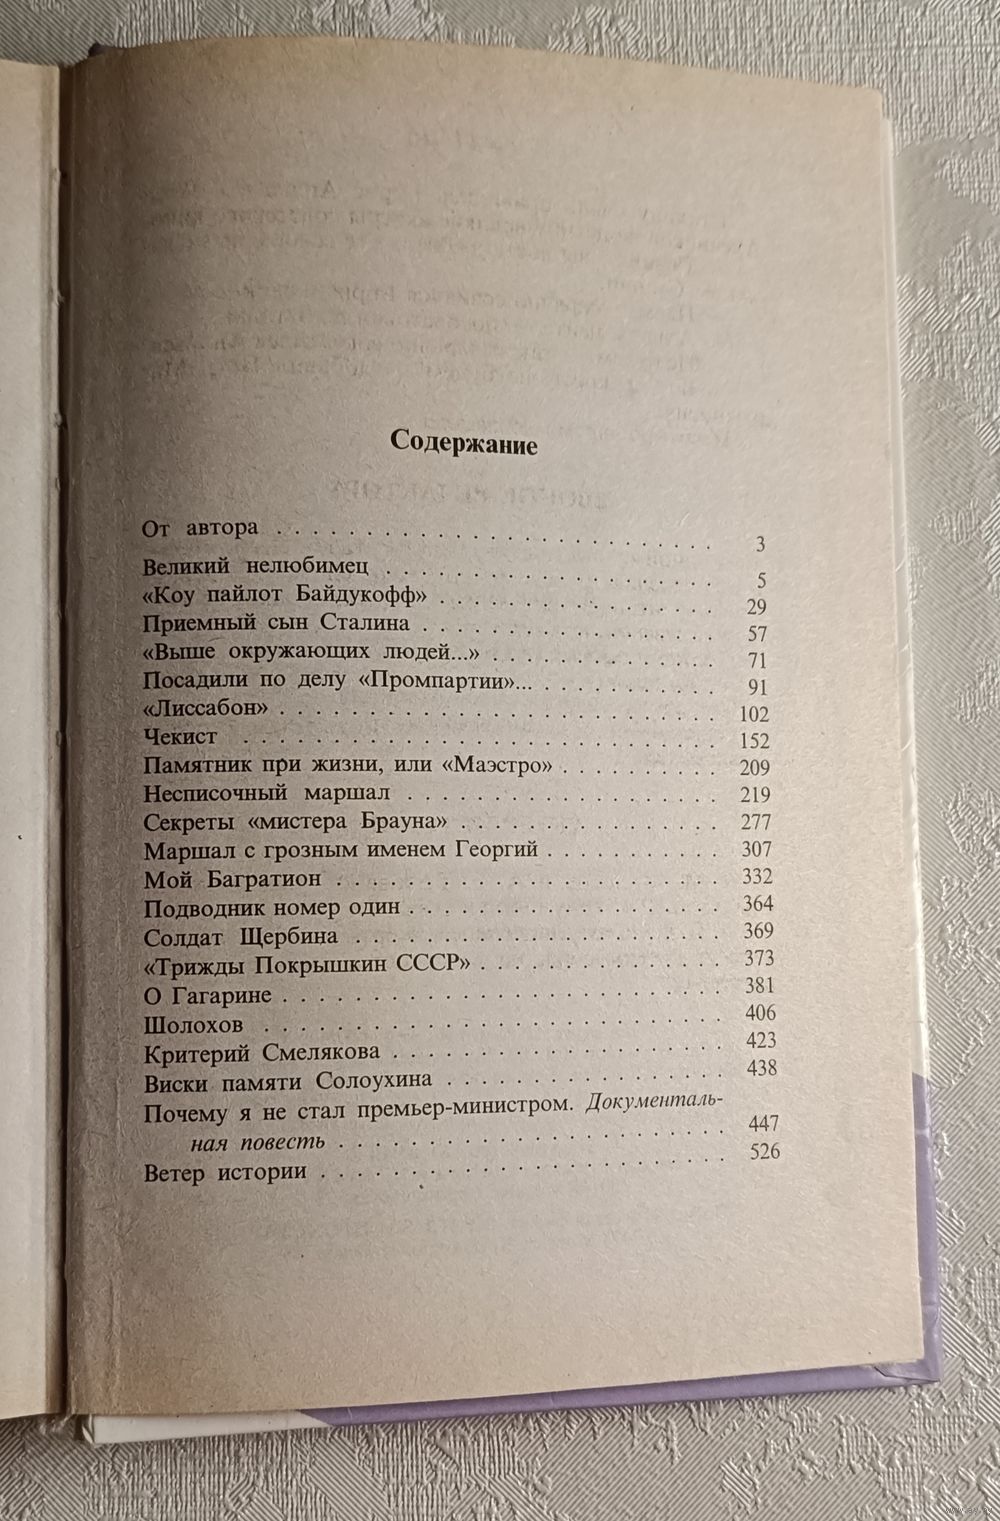 Содержание
От автора . . . . . . . . . . . . . . . . . . . . . . . . 3
Великий нелюбимец . . . . . . . . . . . . . . . . . . . 5
«Коу пайлот Байдукофф» . . . . . . . . . . . . . . . . 29
Приемный сын Сталина . . . . . . . . . . . . . . . . . 57
«Выше окружающих людей...» . . . . . . . . . . . . . 71
Посадили по делу «Промпартии»... . . . . . . . . . . 91
«Лиссабон» . . . . . . . . . . . . . . . . . . . . . . . . 102
Чекист . . . . . . . . . . . . . . . . . . . . . . . . . . 152
Памятник при жизни, или «Маэстро» . . . . . . . . . 209
Несписочный маршал . . . . . . . . . . . . . . . . . . 219
Секреты «мистера Брауна» . . . . . . . . . . . . . . . 277
Маршал с грозным именем Георгий . . . . . . . . . . 307
Мой Багратион . . . . . . . . . . . . . . . . . . . . . . 332
Подводник номер один . . . . . . . . . . . . . . . . . . 364
Солдат Щербина . . . . . . . . . . . . . . . . . . . . . 369
«Трижды Покрышкин СССР» . . . . . . . . . . . . . . 373
О Гагарине . . . . . . . . . . . . . . . . . . . . . . . . 381
Шолохов . . . . . . . . . . . . . . . . . . . . . . . . . 406
Критерий Смелякова . . . . . . . . . . . . . . . . . . . 423
Виски памяти Солоухина . . . . . . . . . . . . . . . . 438
Почему я не стал премьер-министром. Документаль-
ная повесть . . . . . . . . . . . . . . . . . . . . . . 447
Ветер истории . . . . . . . . . . . . . . . . . . . . . . 526